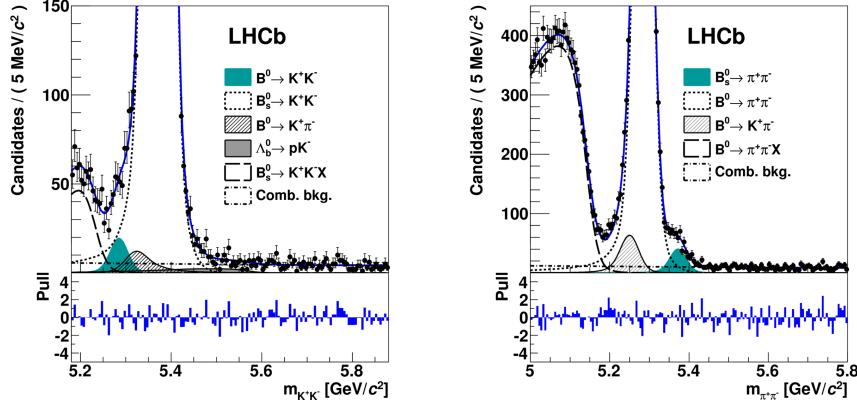 150
100
50
Candidates / ( 5 MeV/c² )
LHCb
B⁰→ K⁺K⁻
B⁰ₛ→ K⁺K⁻
B⁰→ K⁺π⁻
Λ⁰_b→ pK⁻
B⁰ₛ→ K⁺K⁻X
Comb. bkg.
Pull
4
2
0
-2
-4
5.2 5.4 5.6 5.8
m_K⁺K⁻ [GeV/c²]
400
300
200
100
Candidates / ( 5 MeV/c² )
LHCb
B⁰ₛ→ π⁺π⁻
B⁰→ π⁺π⁻
B⁰→ K⁺π⁻
B⁰→ π⁺π⁻X
Comb. bkg.
Pull
4
2
0
-2
-4
5 5.2 5.4 5.6 5.8
m_π⁺π⁻ [GeV/c²]